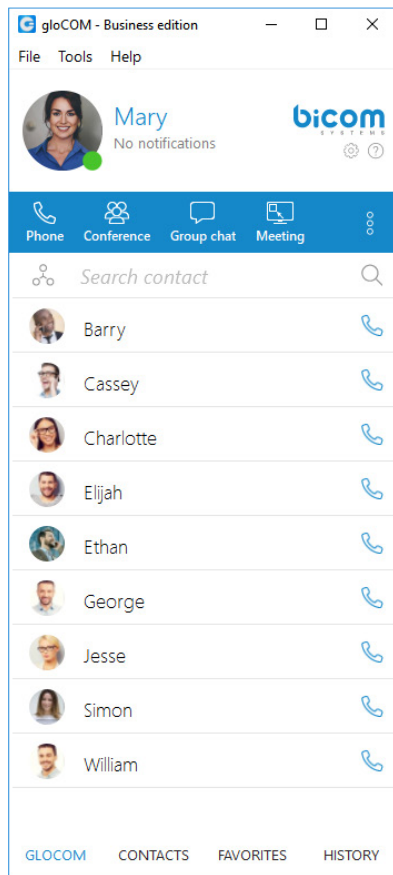 gloCOM - Business edition
File Tools Help
Mary
No notifications
bicom
SYSTEMS
Phone Conference Group chat Meeting
Search contact
Barry
Cassey
Charlotte
Elijah
Ethan
George
Jesse
Simon
William
GLOCOM CONTACTS FAVORITES HISTORY